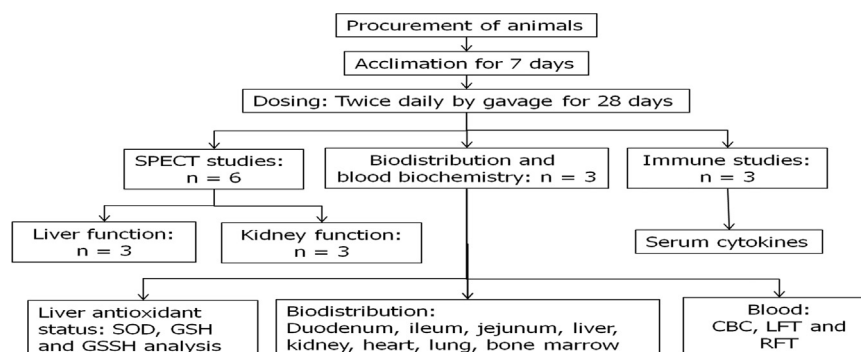 Procurement of animals
Acclimation for 7 days
Dosing: Twice daily by gavage for 28 days
SPECT studies:
n = 6
Biodistribution and
blood biochemistry: n = 3
Immune studies:
n = 3
Liver function:
n = 3
Kidney function:
n = 3
Serum cytokines
Liver antioxidant
status: SOD, GSH
and GSSH analysis
Biodistribution:
Duodenum, ileum, jejunum, liver,
kidney, heart, lung, bone marrow
Blood:
CBC, LFT and
RFT